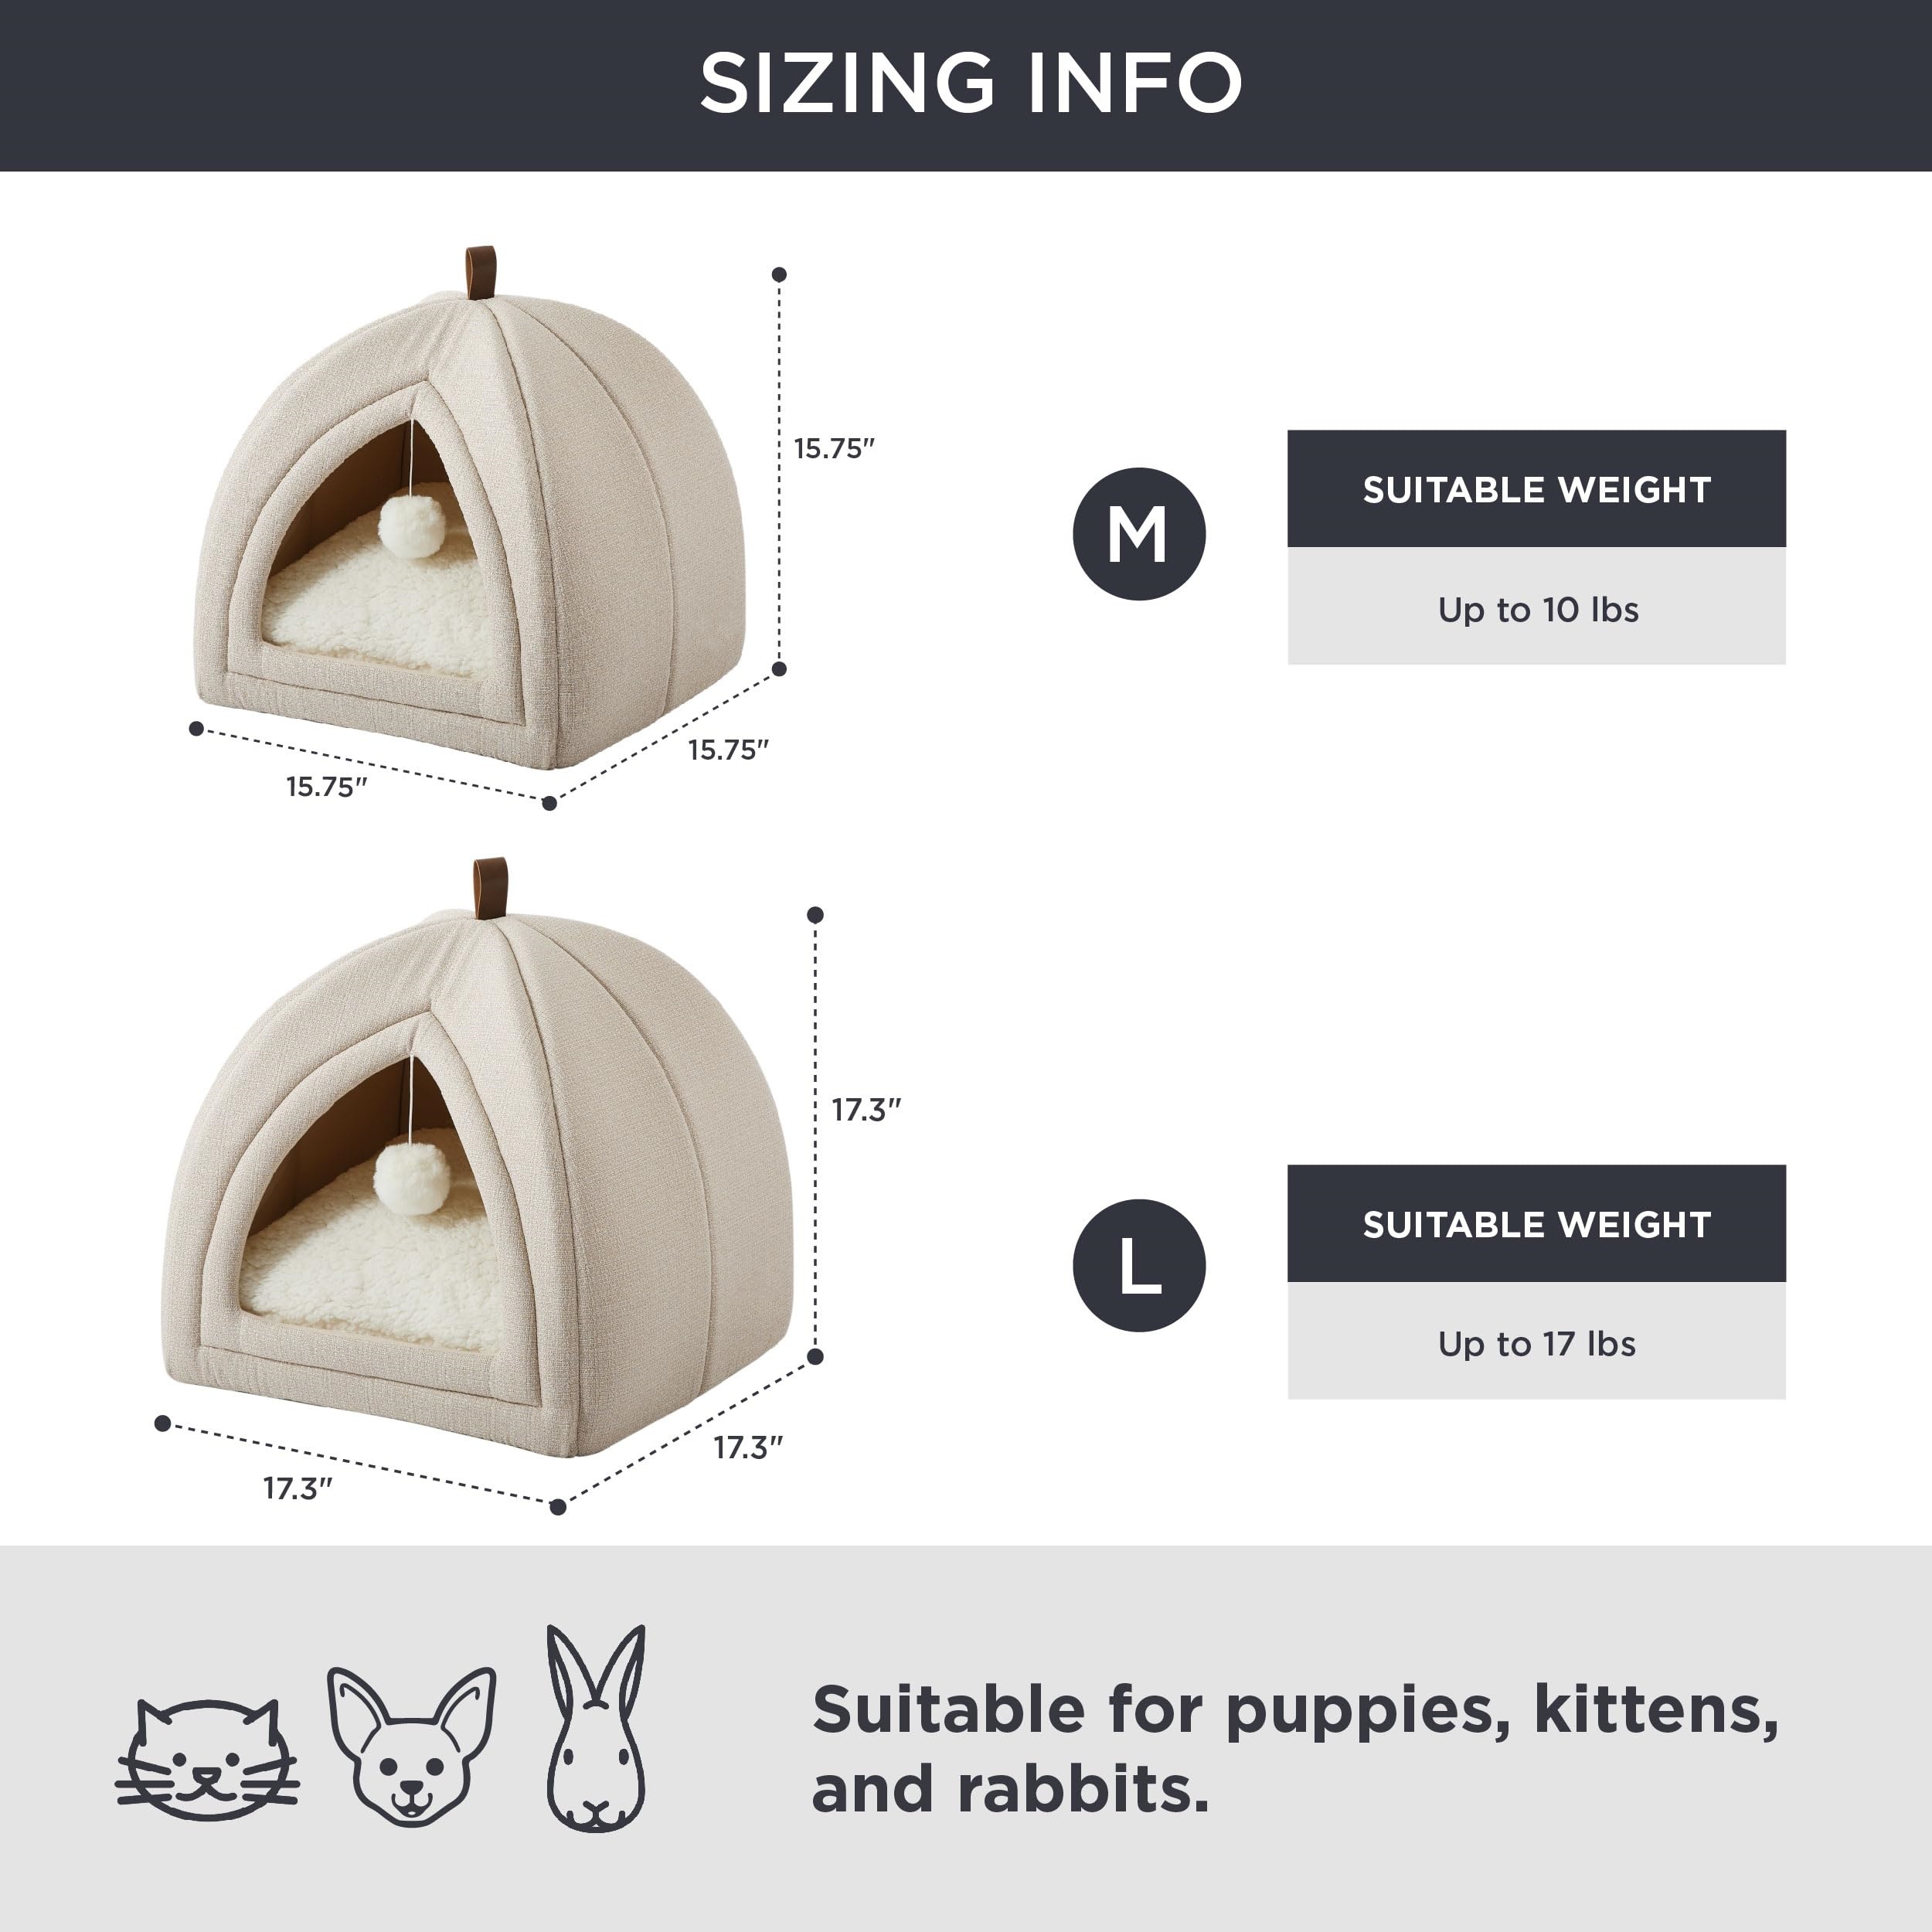 SIZING INFO
15.75"
M
SUITABLE WEIGHT
Up to 10 lbs
15.75"
15.75"
17.3"
L
SUITABLE WEIGHT
Up to 17 lbs
17.3"
17.3"
Suitable for puppies, kittens,
and rabbits.